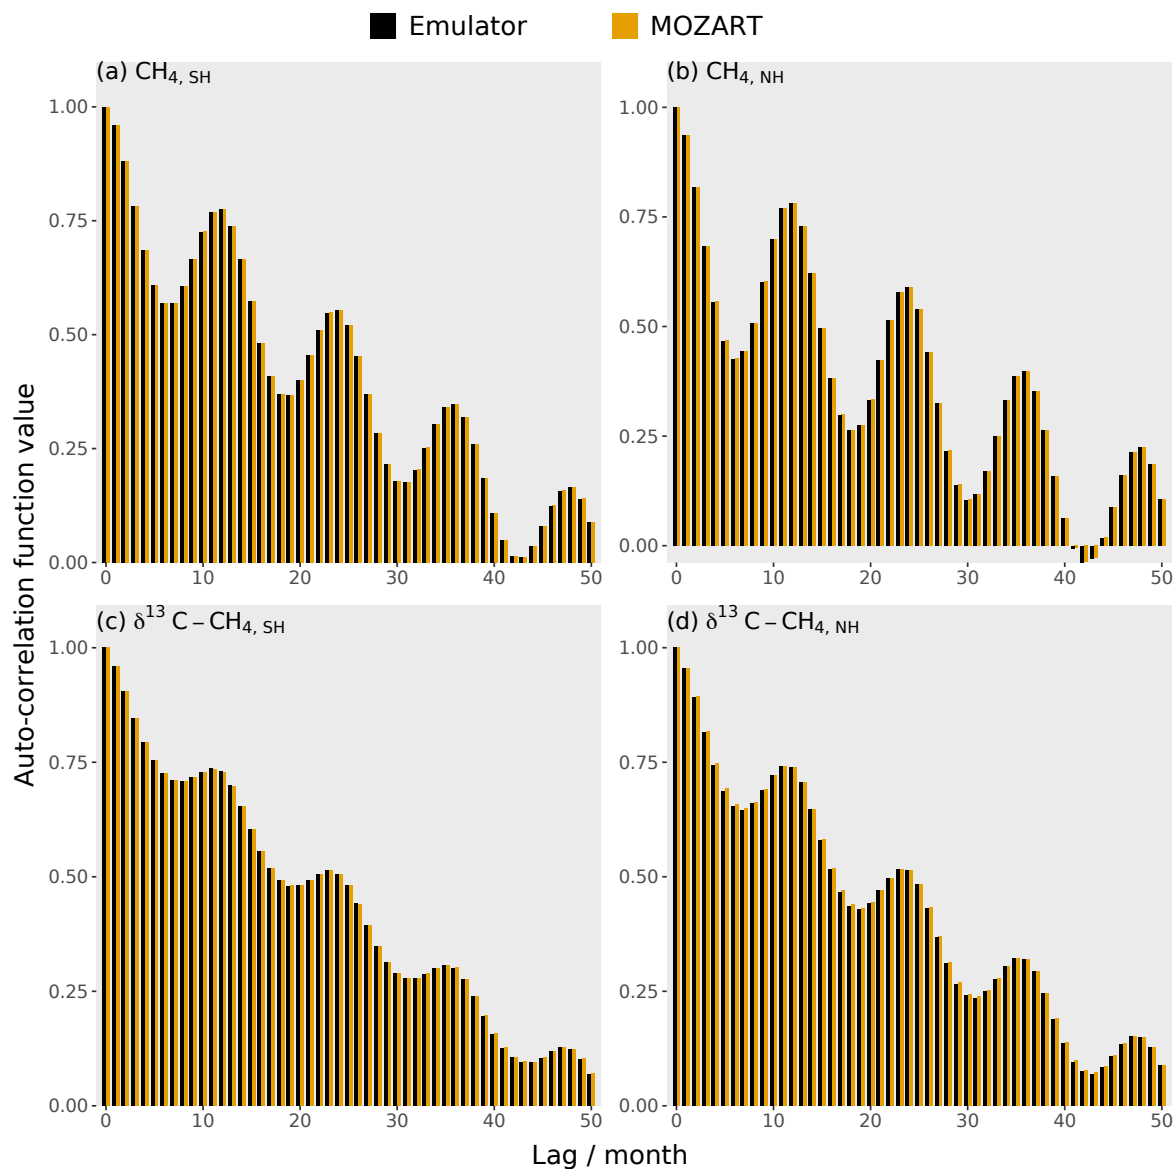 Emulator MOZART
(a) CH4, SH
(b) CH4, NH
1.00
0.75
0.50
0.25
0.00
0 10 20 30 40 50
1.00
0.75
0.50
0.25
0.00
0 10 20 30 40 50
Auto-correlation function value
(c) δ13 C – CH4, SH
(d) δ13 C – CH4, NH
1.00
0.75
0.50
0.25
0.00
0 10 20 30 40 50
1.00
0.75
0.50
0.25
0.00
0 10 20 30 40 50
Lag / month